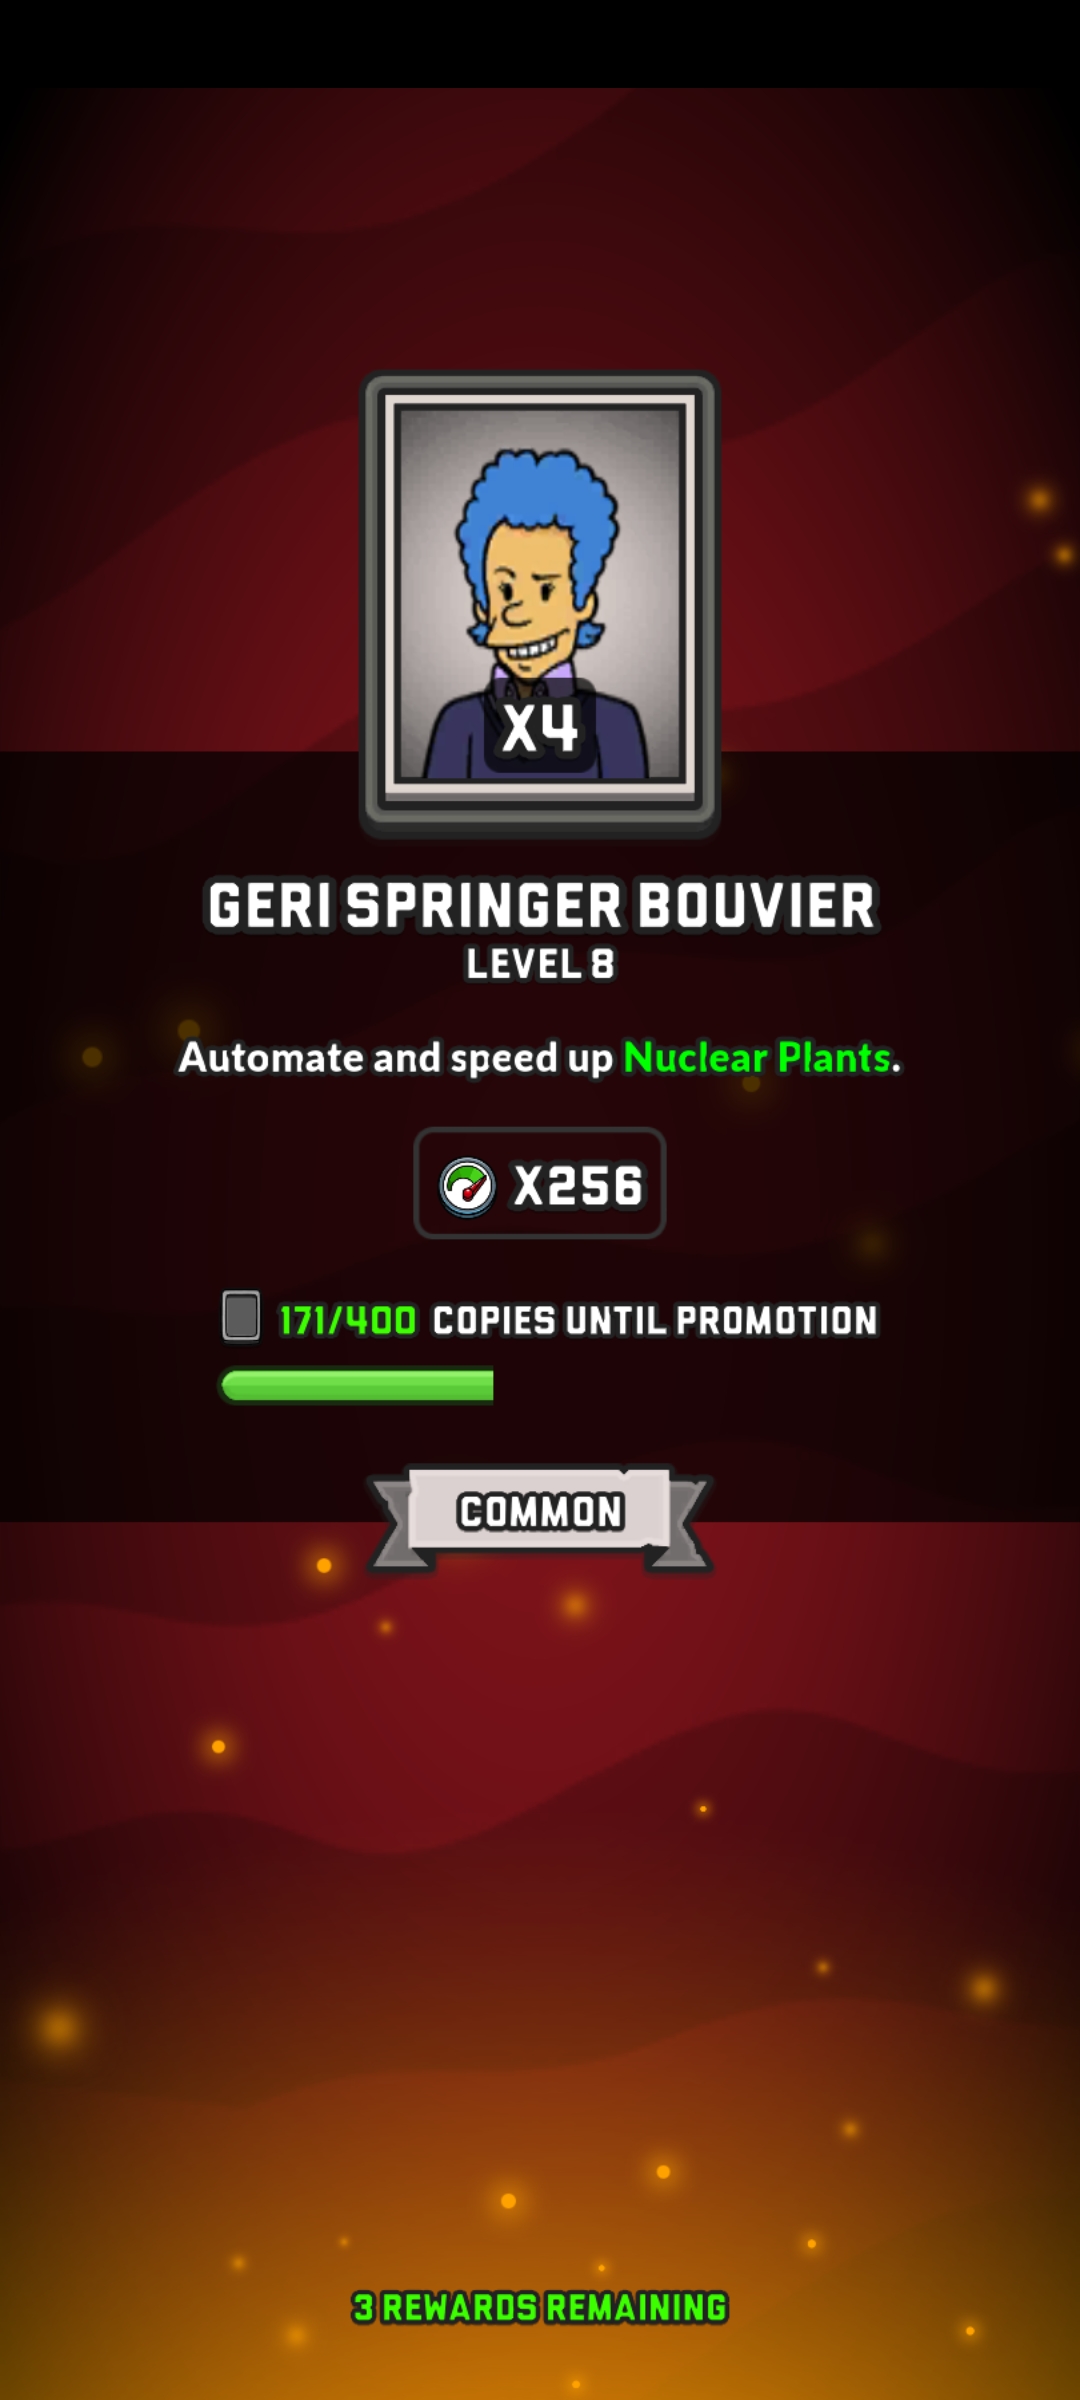 X4
GERI SPRINGER BOUVIER
LEVEL 8
Automate and speed up Nuclear Plants.
X256
171/400 COPIES UNTIL PROMOTION
COMMON
3 REWARDS REMAINING